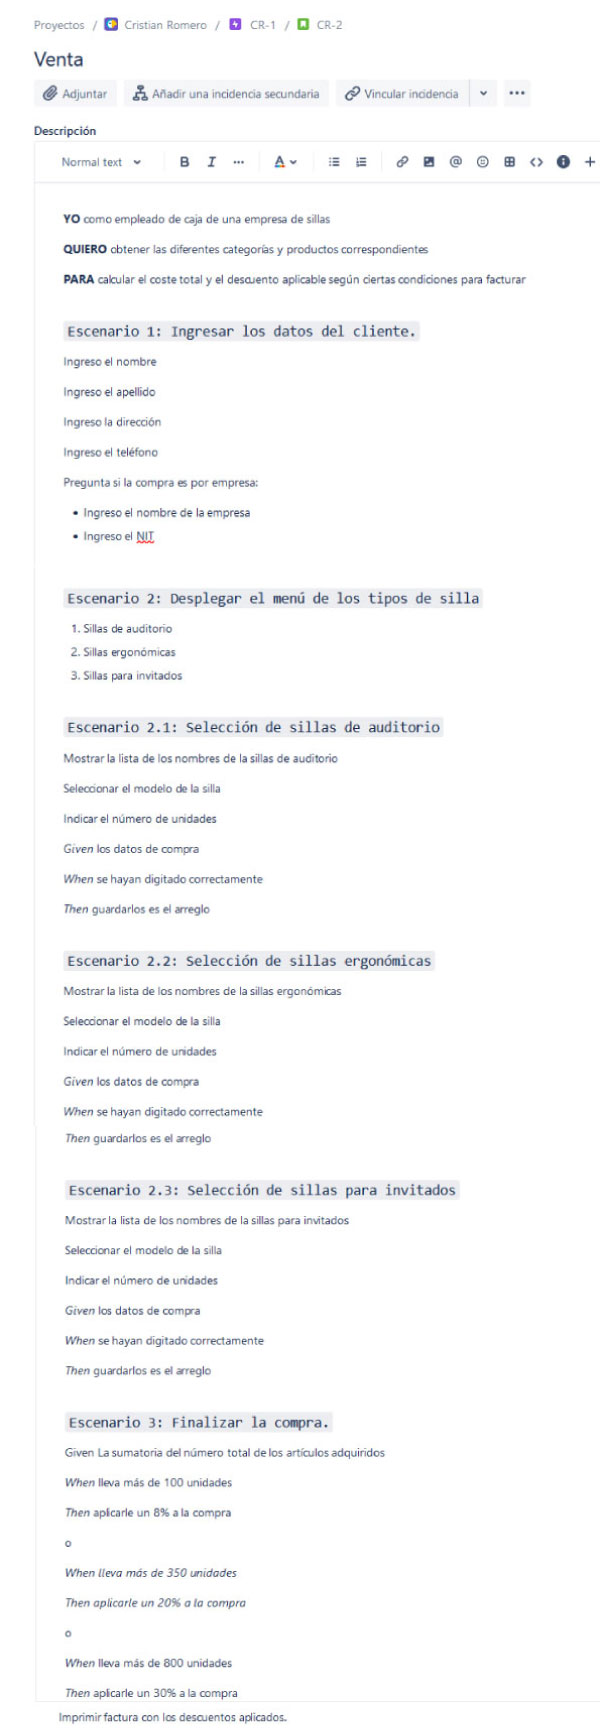 Proyectos / Cristian Romero / CR-1 / CR-2
Venta
Adjuntar Añadir una incidencia secundaria Vincular incidencia
Descripción
Normal text B I ... A
YO como empleado de caja de una empresa de sillas
QUIERO obtener las diferentes categorías y productos correspondientes
PARA calcular el coste total y el descuento aplicable según ciertas condiciones para facturar
Escenario 1: Ingresar los datos del cliente.
Ingreso el nombre
Ingreso el apellido
Ingreso la dirección
Ingreso el teléfono
Pregunta si la compra es por empresa:
• Ingreso el nombre de la empresa
• Ingreso el NIT
Escenario 2: Desplegar el menú de los tipos de silla
1. Sillas de auditorio
2. Sillas ergonómicas
3. Sillas para invitados
Escenario 2.1: Selección de sillas de auditorio
Mostrar la lista de los nombres de la sillas de auditorio
Seleccionar el modelo de la silla
Indicar el número de unidades
Given los datos de compra
When se hayan digitado correctamente
Then guardarlos es el arreglo
Escenario 2.2: Selección de sillas ergonómicas
Mostrar la lista de los nombres de la sillas ergonómicas
Seleccionar el modelo de la silla
Indicar el número de unidades
Given los datos de compra
When se hayan digitado correctamente
Then guardarlos es el arreglo
Escenario 2.3: Selección de sillas para invitados
Mostrar la lista de los nombres de la sillas para invitados
Seleccionar el modelo de la silla
Indicar el número de unidades
Given los datos de compra
When se hayan digitado correctamente
Then guardarlos es el arreglo
Escenario 3: Finalizar la compra.
Given La sumatoria del número total de los artículos adquiridos
When lleva más de 100 unidades
Then aplicarle un 8% a la compra
o
When lleva más de 350 unidades
Then aplicarle un 20% a la compra
o
When lleva más de 800 unidades
Then aplicarle un 30% a la compra
Imprimir factura con los descuentos aplicados.